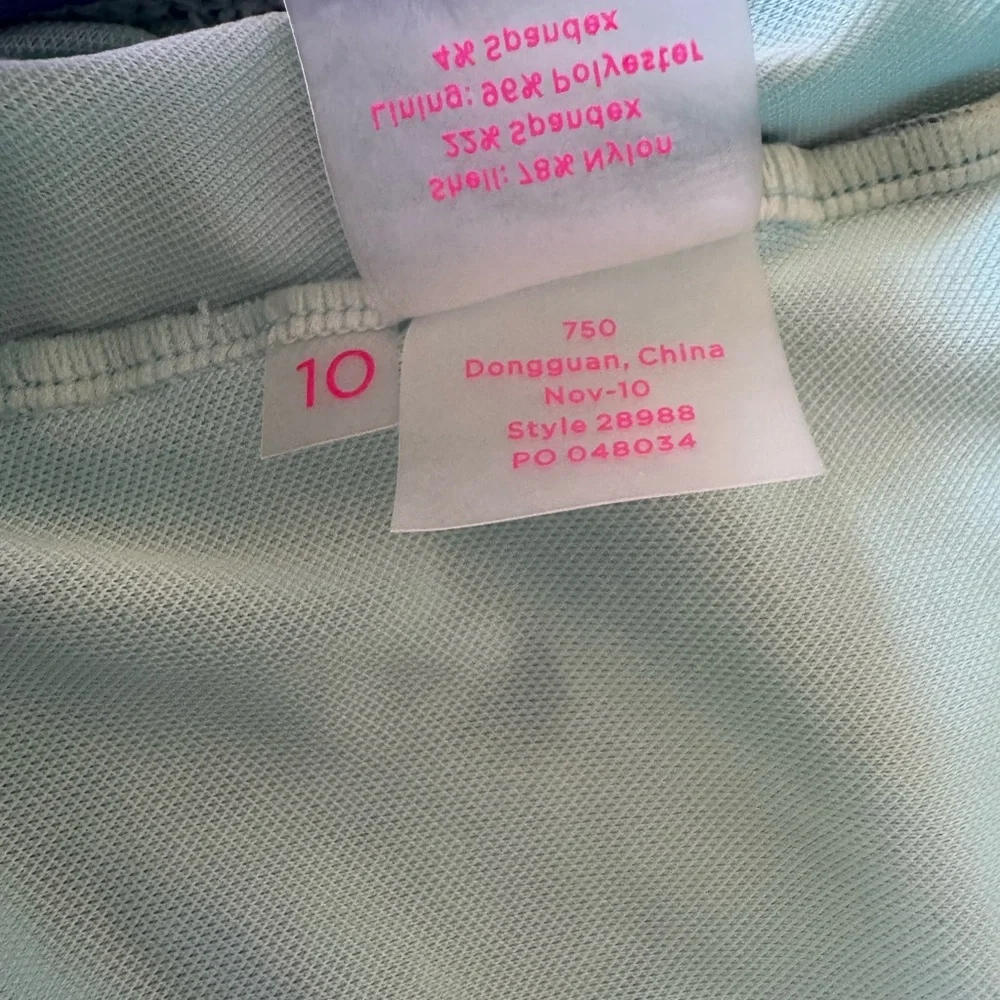 Shell: 78% Nylon
22% Spandex
Lining: 96% Polyester
4% Spandex
10
750
Dongguan, China
Nov-10
Style 28988
PO 048034